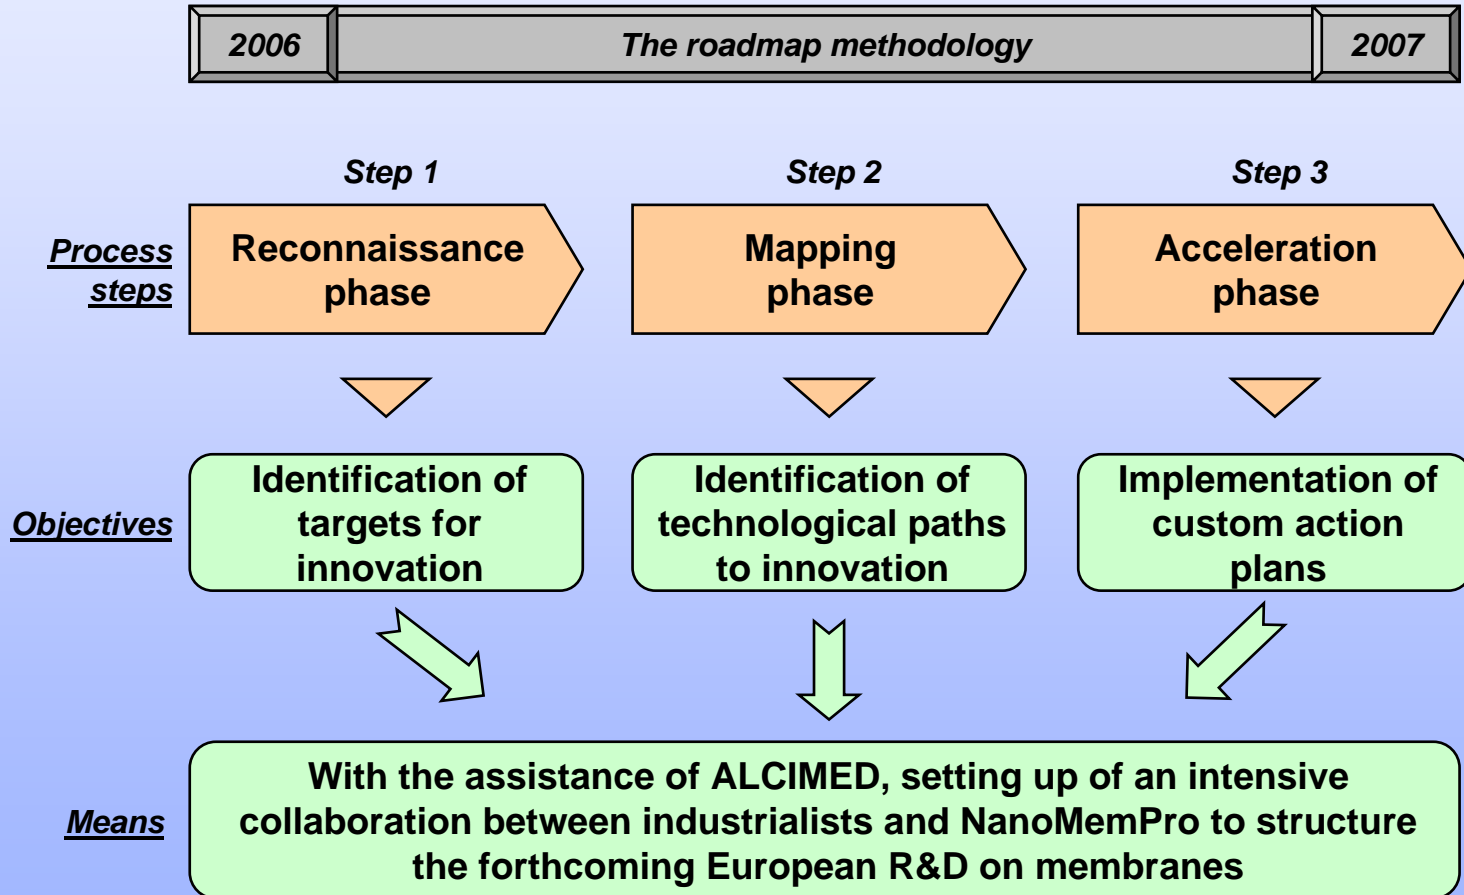 2006 The roadmap methodology 2007
Step 1 Step 2 Step 3
Process
steps
Reconnaissance
phase
Mapping
phase
Acceleration
phase
Objectives
Identification of
targets for
innovation
Identification of
technological paths
to innovation
Implementation of
custom action
plans
Means
With the assistance of ALCIMED, setting up of an intensive
collaboration between industrialists and NanoMemPro to structure
the forthcoming European R&D on membranes